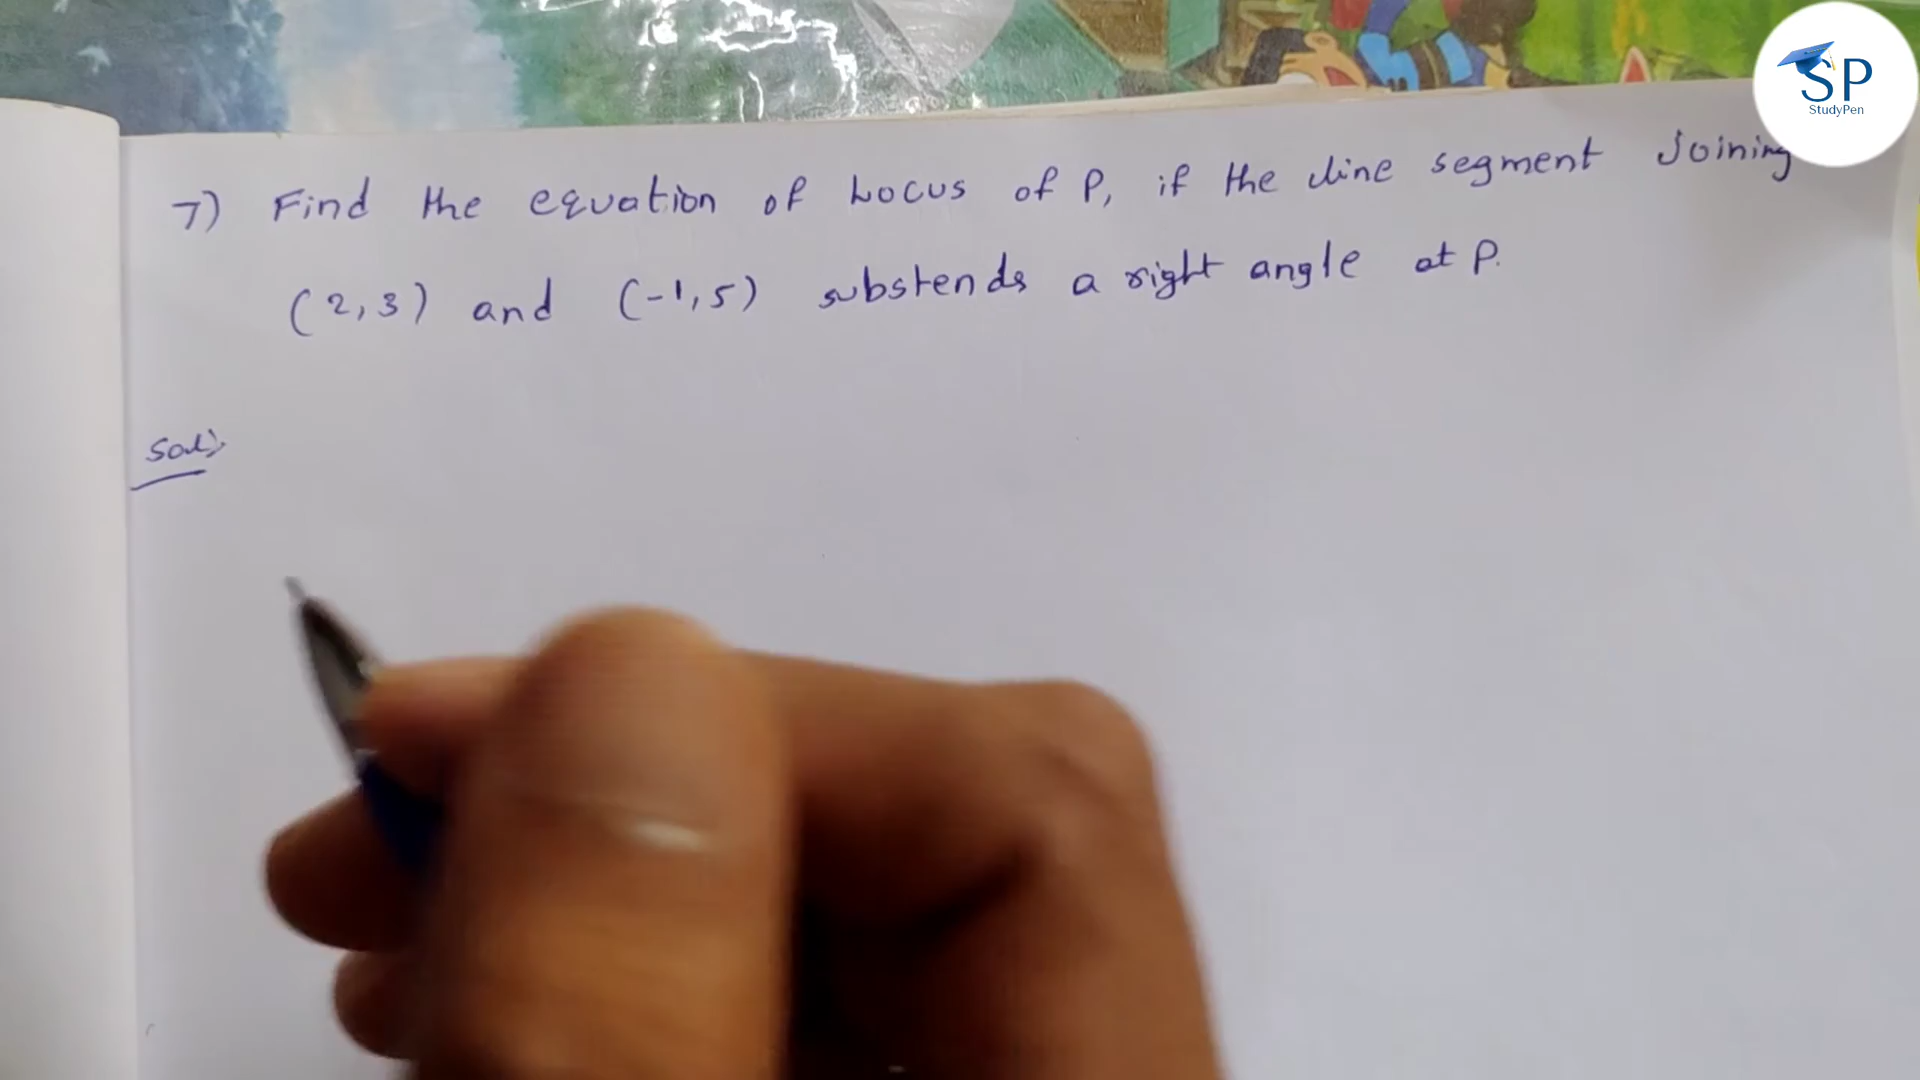 SP
StudyPen
7) Find the equation of Locus of P, if the line segment Joining
(2,3) and (-1,5) substends a right angle at P.
Sol: